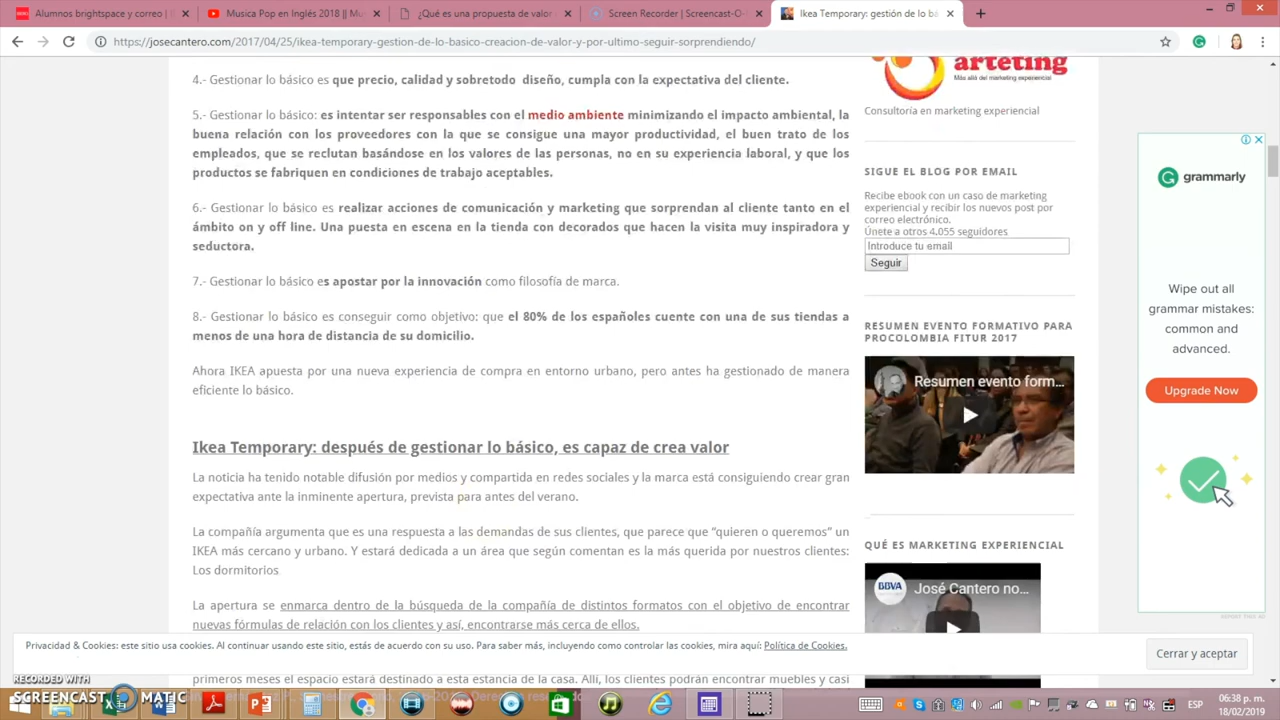 Alumnos brightspace y correo | I
Musica Pop en Inglés 2018 || Mu
¿Qué es una propuesta de valor
Screen Recorder | Screencast-O-
Ikea Temporary: gestión de lo bá
https://josecantero.com/2017/04/25/ikea-temporary-gestion-de-lo-basico-creacion-de-valor-y-por-ultimo-seguir-sorprendiendo/
4.- Gestionar lo básico es que precio, calidad y sobretodo diseño, cumpla con la expectativa del cliente.
intentar ser responsables con el medio ambiente minimizando el impacto ambiental, la
buena relación con los proveedores con la que se consigue una mayor productividad, el buen trato de los
empleados, que se reclutan basándose en los valores de las personas, no en su experiencia laboral, y que los
productos se fabriquen en condiciones de trabajo aceptables.
realizar acciones de comunicación y marketing que sorprendan al cliente tanto en el
ámbito on y off line. Una puesta en escena en la tienda con decorados que hacen la visita muy inspiradora y
seductora.
7.- Gestionar lo básico es apostar por la innovación como filosofía de marca.
8.- Gestionar lo básico es conseguir como objetivo: que el 80% de los españoles cuente con una de sus tiendas a
menos de una hora de distancia de su domicilio.
Ahora IKEA apuesta por una nueva experiencia de compra en entorno urbano, pero antes ha gestionado de manera
eficiente lo básico.
Ikea Temporary: después de gestionar lo básico, es capaz de crea valor
La noticia ha tenido notable difusión por medios y compartida en redes sociales y la marca está consiguiendo crear gran
expectativa ante la inminente apertura, prevista para antes del verano.
La compañía argumenta que es una respuesta a las demandas de sus clientes, que parece que “quieren o queremos” un
IKEA más cercano y urbano. Y estará dedicada a un área que según comentan es la más querida por nuestros clientes:
Los dormitorios
La apertura se enmarca dentro de la búsqueda de la compañía de distintos formatos con el objetivo de encontrar
nuevas fórmulas de relación con los clientes y así, encontrarse más cerca de ellos.
primeros meses el espacio estará destinado a esta estancia de la casa. Allí, los clientes podrán encontrar muebles y casi
arteting
Más allá del marketing experiencial
Consultoría en marketing experiencial
SIGUE EL BLOG POR EMAIL
Recibe ebook con un caso de marketing
experiencial y recibir los nuevos post por
correo electrónico.
Únete a otros 4.055 seguidores
Introduce tu email
Seguir
RESUMEN EVENTO FORMATIVO PARA
PROCOLOMBIA FITUR 2017
Resumen evento form...
QUÉ ES MARKETING EXPERIENCIAL
BBVA
José Cantero no...
grammarly
Wipe out all
grammar mistakes:
common and
advanced.
Upgrade Now
REPORT THIS AD
Privacidad & Cookies: este sitio usa cookies. Al continuar usando este sitio, estás de acuerdo con su uso. Para saber más, incluyendo como controlar las cookies, mira aquí: Política de Cookies.
Cerrar y aceptar
RECORDED WITH
SCREENCAST MATIC
ESP
06:38 p.m.
18/02/2019